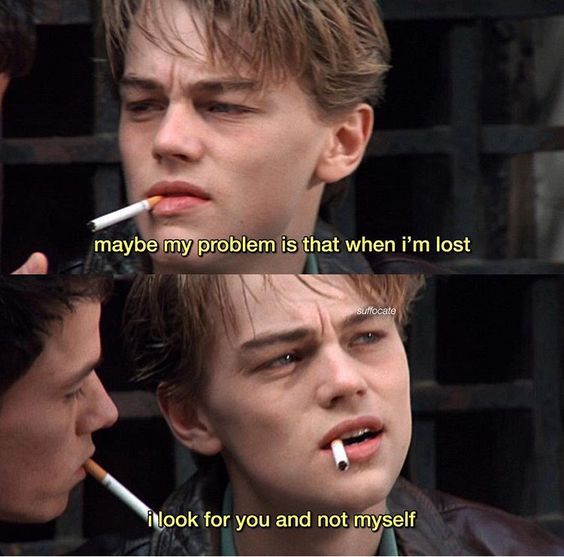 maybe my problem is that when i'm lost
suffocate
i look for you and not myself